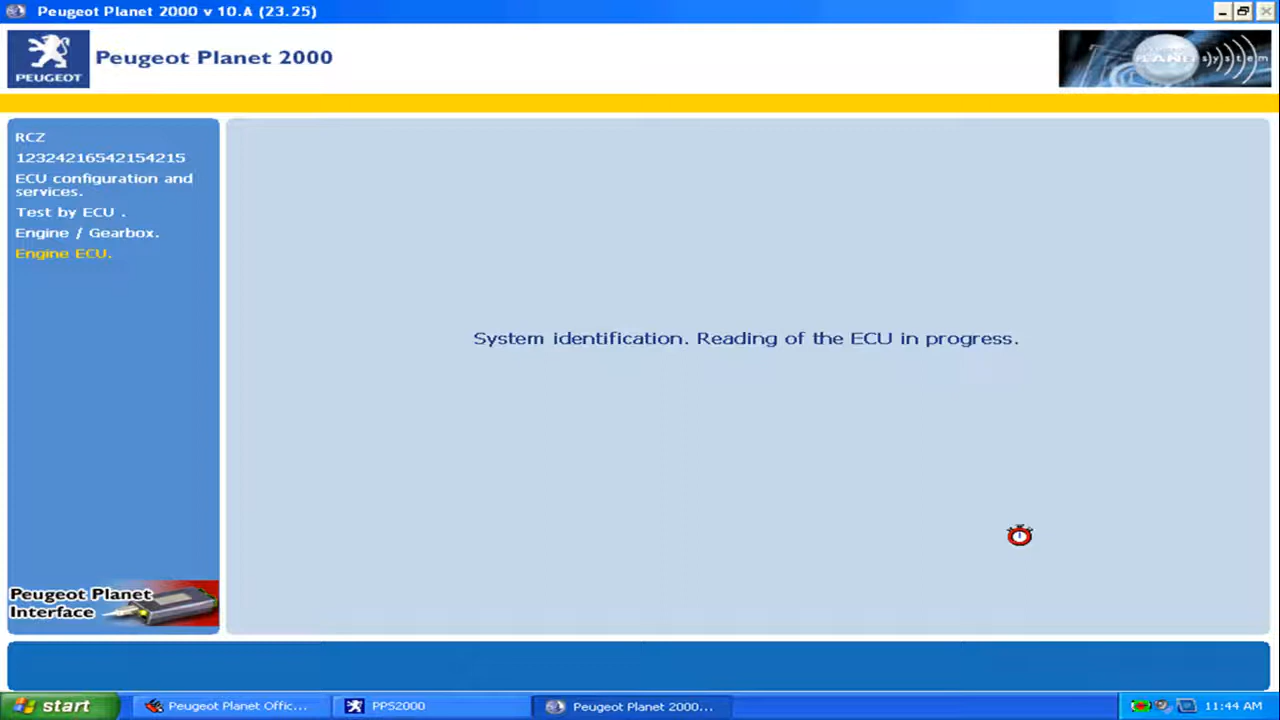 Peugeot Planet 2000 v 10.A (23.25)
PEUGEOT
Peugeot Planet 2000
PLANET system
RCZ
12324216542154215
ECU configuration and
services.
Test by ECU .
Engine / Gearbox.
Engine ECU.
System identification. Reading of the ECU in progress.
Peugeot Planet
Interface
start
Peugeot Planet Offic...
PPS2000
Peugeot Planet 2000...
11:44 AM